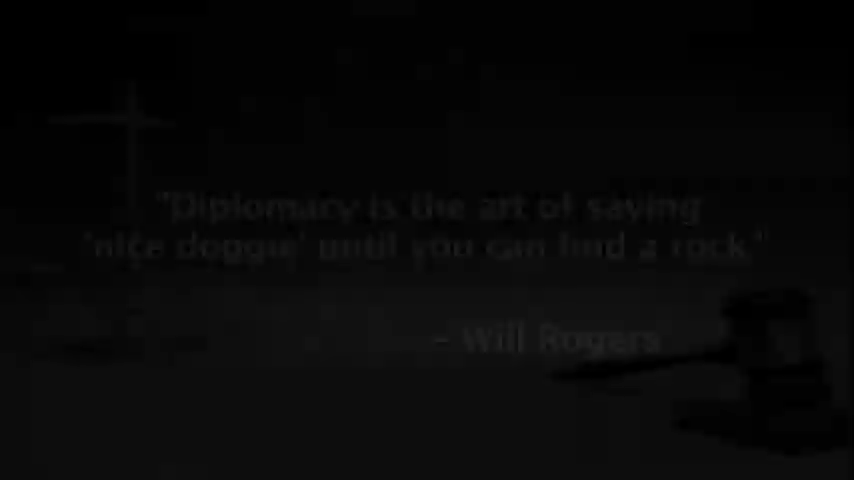 "Diplomacy is the art of saying
'nice doggie' until you can find a rock."
- Will Rogers